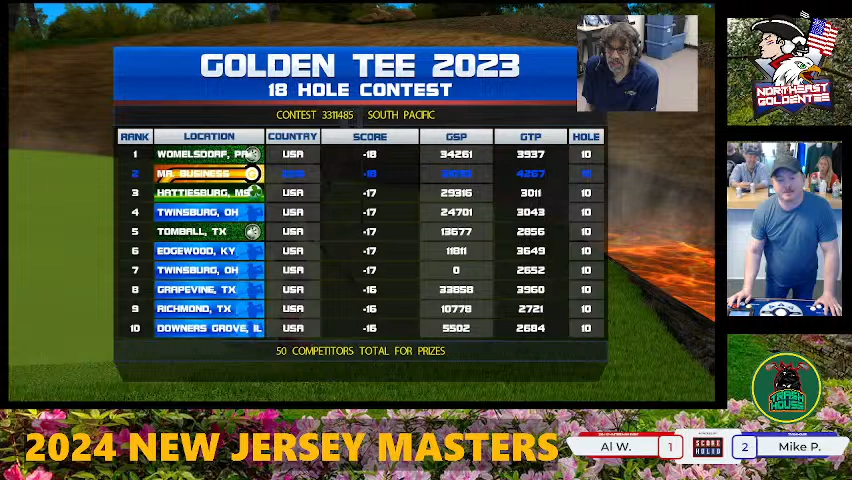 GOLDEN TEE 2023
18 HOLE CONTEST
CONTEST 3311485 SOUTH PACIFIC
RANK LOCATION COUNTRY SCORE GSP GTP HOLE
1 WOMELSDORF, PA USA -18 34261 3937 10
2 MR. BUSINESS 4267
3 HATTIESBURG, MS USA -17 29316 3011 10
4 TWINSBURG, OH USA -17 24701 3043 10
5 TOMBALL, TX USA -17 13677 2856 10
6 EDGEWOOD, KY USA -17 11811 3649 10
7 TWINSBURG, OH USA -17 0 2652 10
8 GRAPEVINE, TX USA -16 33858 3960 10
9 RICHMOND, TX USA -16 10778 2721 10
10 DOWNERS GROVE, IL USA -16 5502 2684 10
50 COMPETITORS TOTAL FOR PRIZES
NORTHEAST
GOLDENTEE
TRASH
HOUSE
2024 NEW JERSEY MASTERS
Al W. 1 SCORE
HOLIO 2 Mike P.